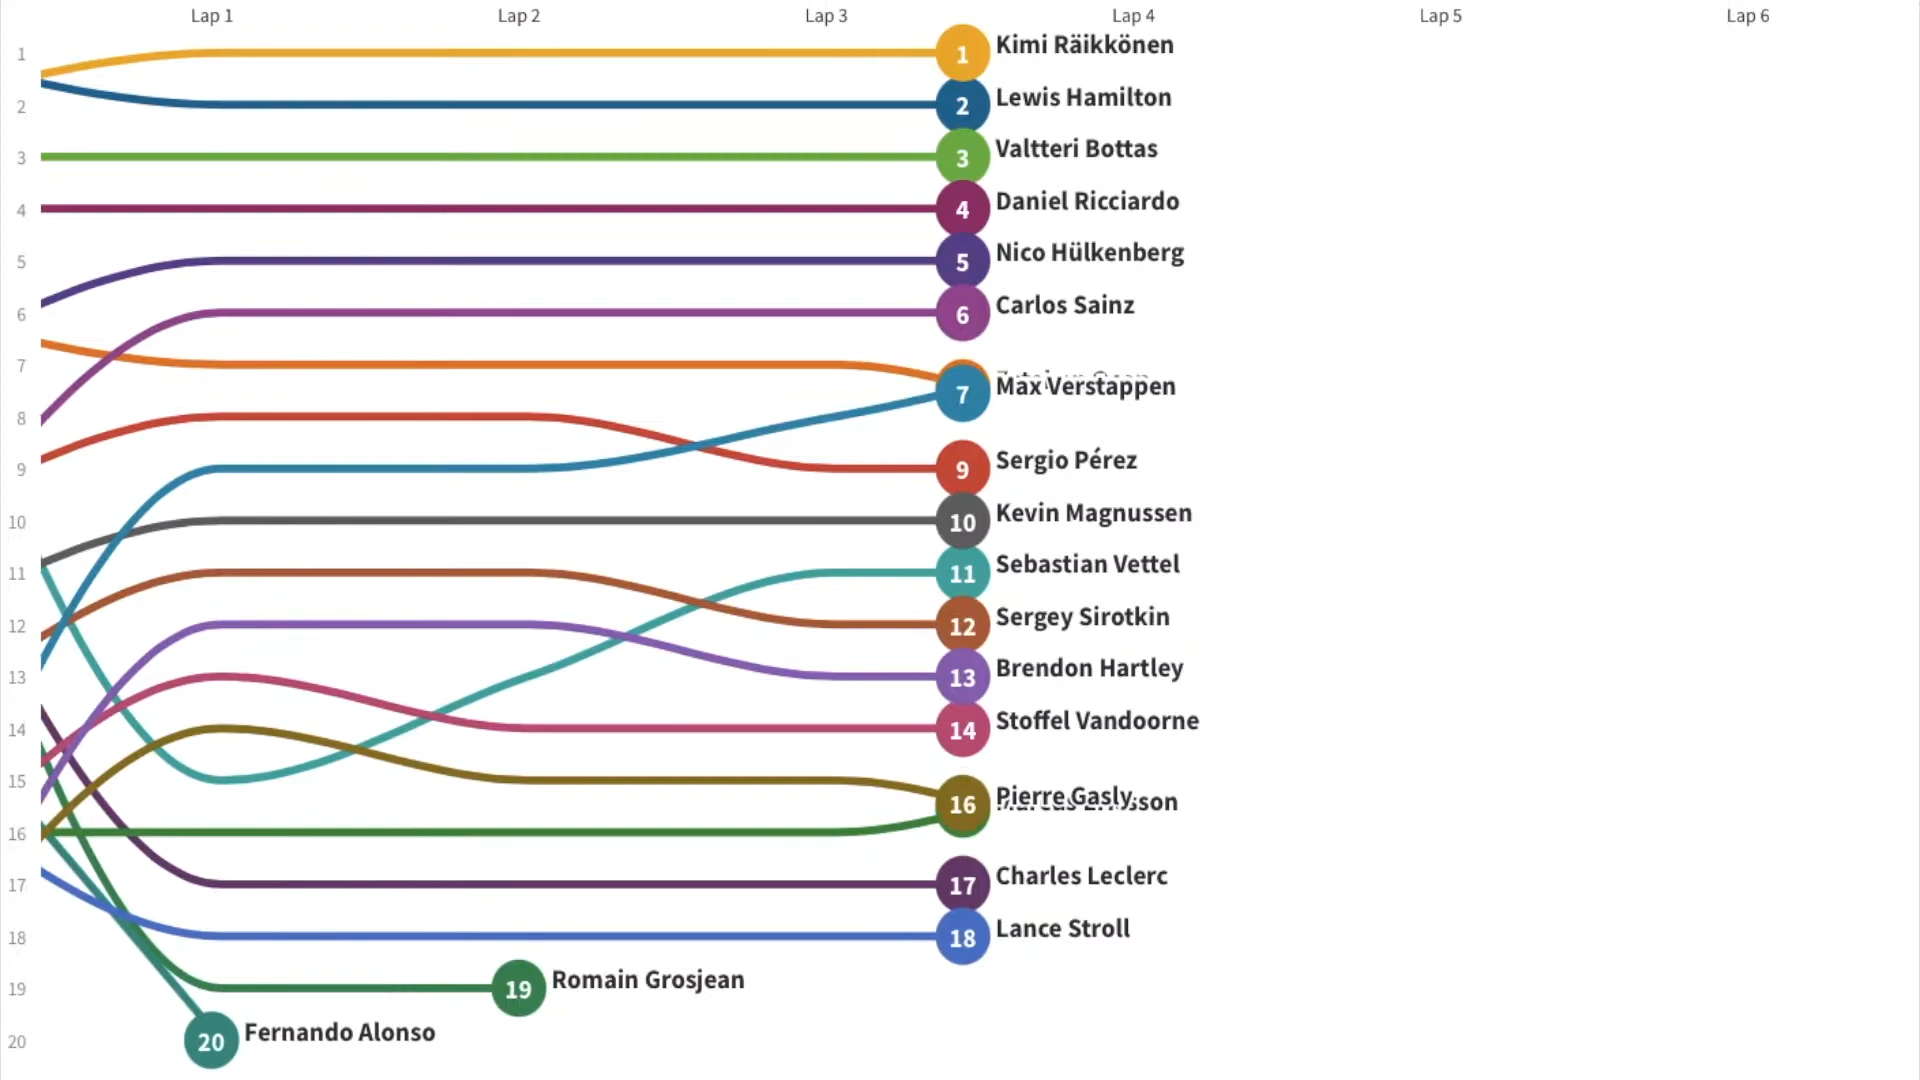 Lap 1 Lap 2 Lap 3 Lap 4 Lap 5 Lap 6
1 1 Kimi Räikkönen
2 2 Lewis Hamilton
3 3 Valtteri Bottas
4 4 Daniel Ricciardo
5 5 Nico Hülkenberg
6 6 Carlos Sainz
7
7 Max Verstappen
8
9 9 Sergio Pérez
10 10 Kevin Magnussen
11 11 Sebastian Vettel
12 12 Sergey Sirotkin
13 13 Brendon Hartley
14 14 Stoffel Vandoorne
15
16 Pierre Gasly
16
17 17 Charles Leclerc
18 18 Lance Stroll
19 19 Romain Grosjean
20 20 Fernando Alonso